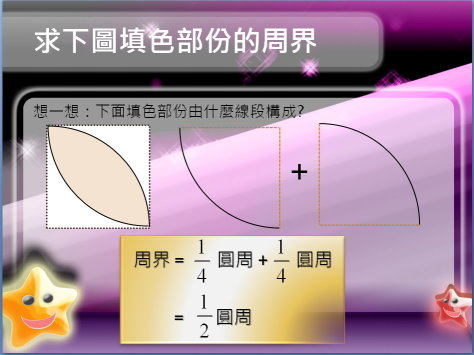 求下圖填色部份的周界
想一想：下面填色部份由什麼線段構成?
+
周界 = 1/4 圓周 + 1/4 圓周
= 1/2 圓周